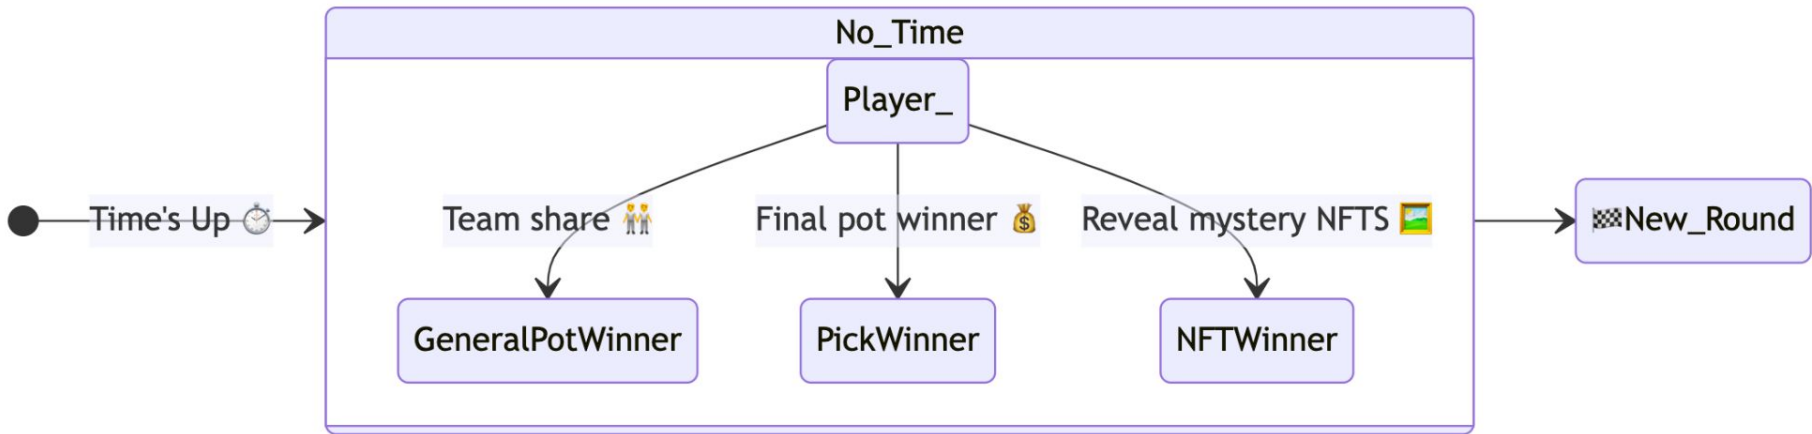 No_Time
Player_
Time's Up ⏱
Team share 👯
Final pot winner 💰
Reveal mystery NFTS 🖼
🏁New_Round
GeneralPotWinner
PickWinner
NFTWinner